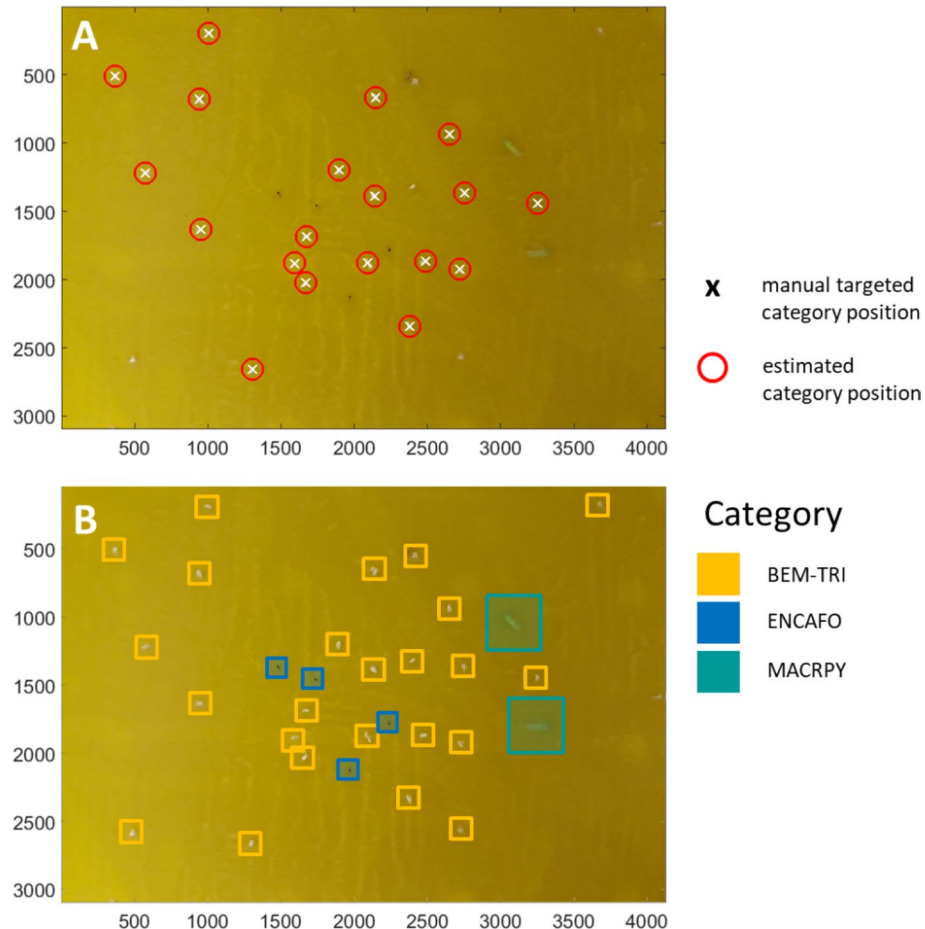 A
500
1000
1500
2000
2500
3000
500 1000 1500 2000 2500 3000 3500 4000
x manual targeted
category position
estimated
category position
B
500
1000
1500
2000
2500
3000
500 1000 1500 2000 2500 3000 3500 4000
Category
BEM-TRI
ENCAFO
MACRPY